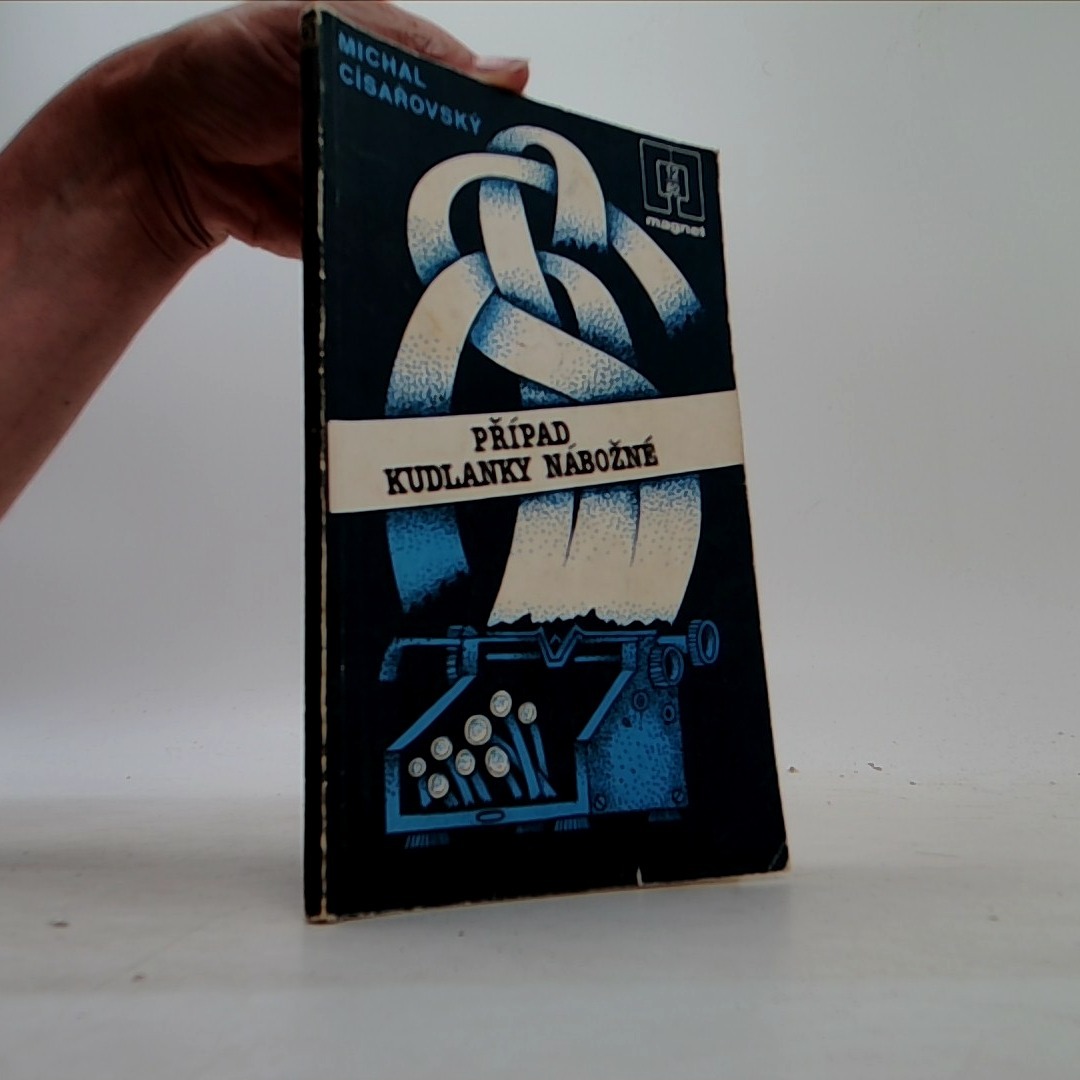 MICHAL
CÍSAŘOVSKÝ
magnet
PŘÍPAD
KUDLANKY NÁBOŽNÉ